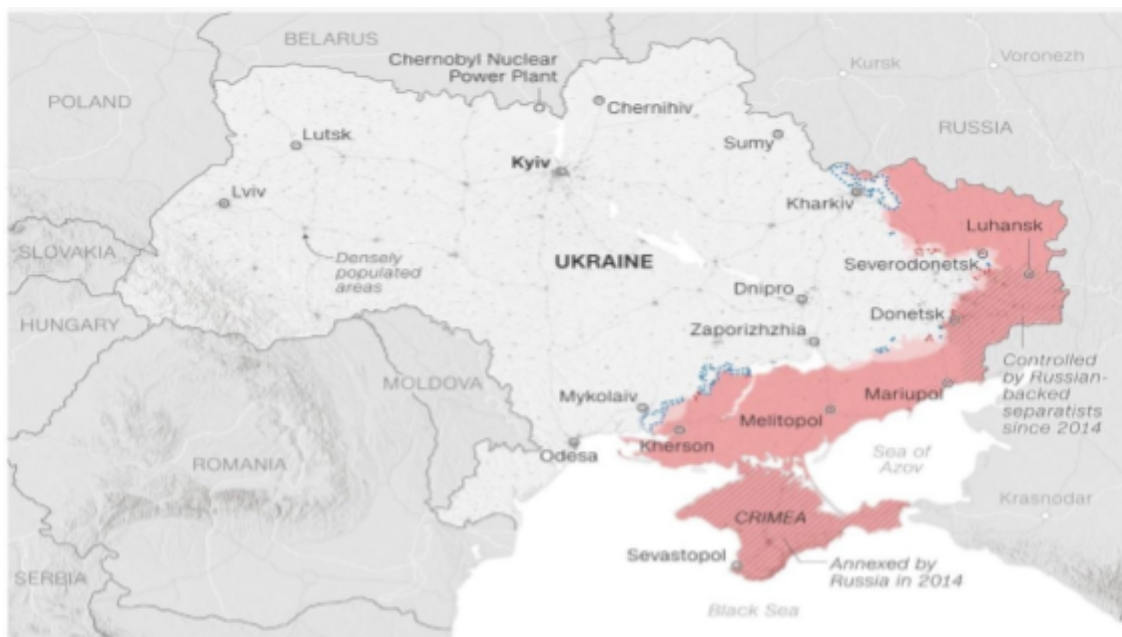 BELARUS
Chernobyl Nuclear
Power Plant
Kursk
Voronezh
POLAND
Chernihiv
Lutsk
Sumy
RUSSIA
Kyiv
Lviv
Kharkiv
Luhansk
SLOVAKIA
Densely
populated
areas
UKRAINE
Severodonetsk
Dnipro
HUNGARY
Donetsk
Zaporizhzhia
Controlled
by Russian-
backed
separatists
since 2014
MOLDOVA
Mykolaiv
Mariupol
Melitopol
Kherson
Odesa
Sea of
Azov
ROMANIA
Krasnodar
CRIMEA
Sevastopol
Annexed by
Russia in 2014
SERBIA
Black Sea